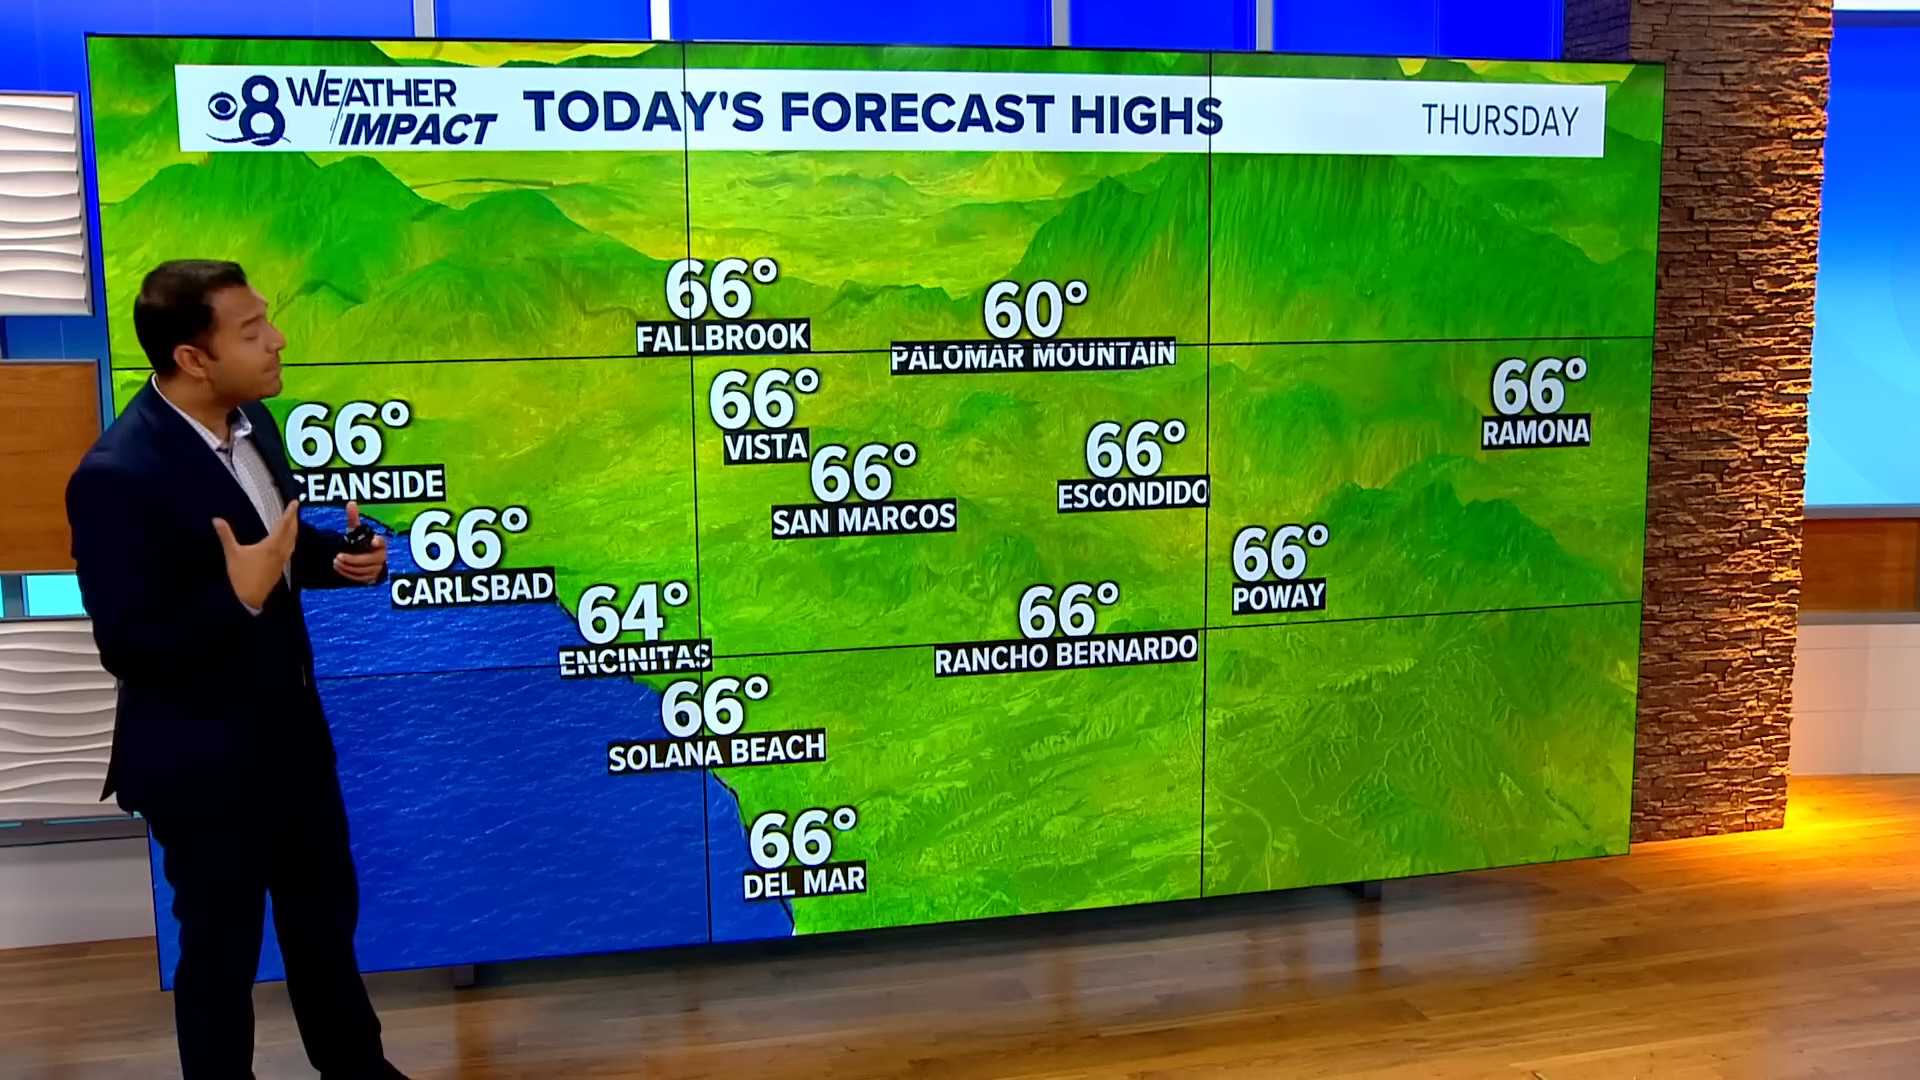 8 WEATHER IMPACT
TODAY'S FORECAST HIGHS
THURSDAY
66°
FALLBROOK
60°
PALOMAR MOUNTAIN
66°
RAMONA
66°
VISTA
66°
CEANSIDE
66°
ESCONDIDO
66°
SAN MARCOS
66°
CARLSBAD
66°
POWAY
64°
ENCINITAS
66°
RANCHO BERNARDO
66°
SOLANA BEACH
66°
DEL MAR